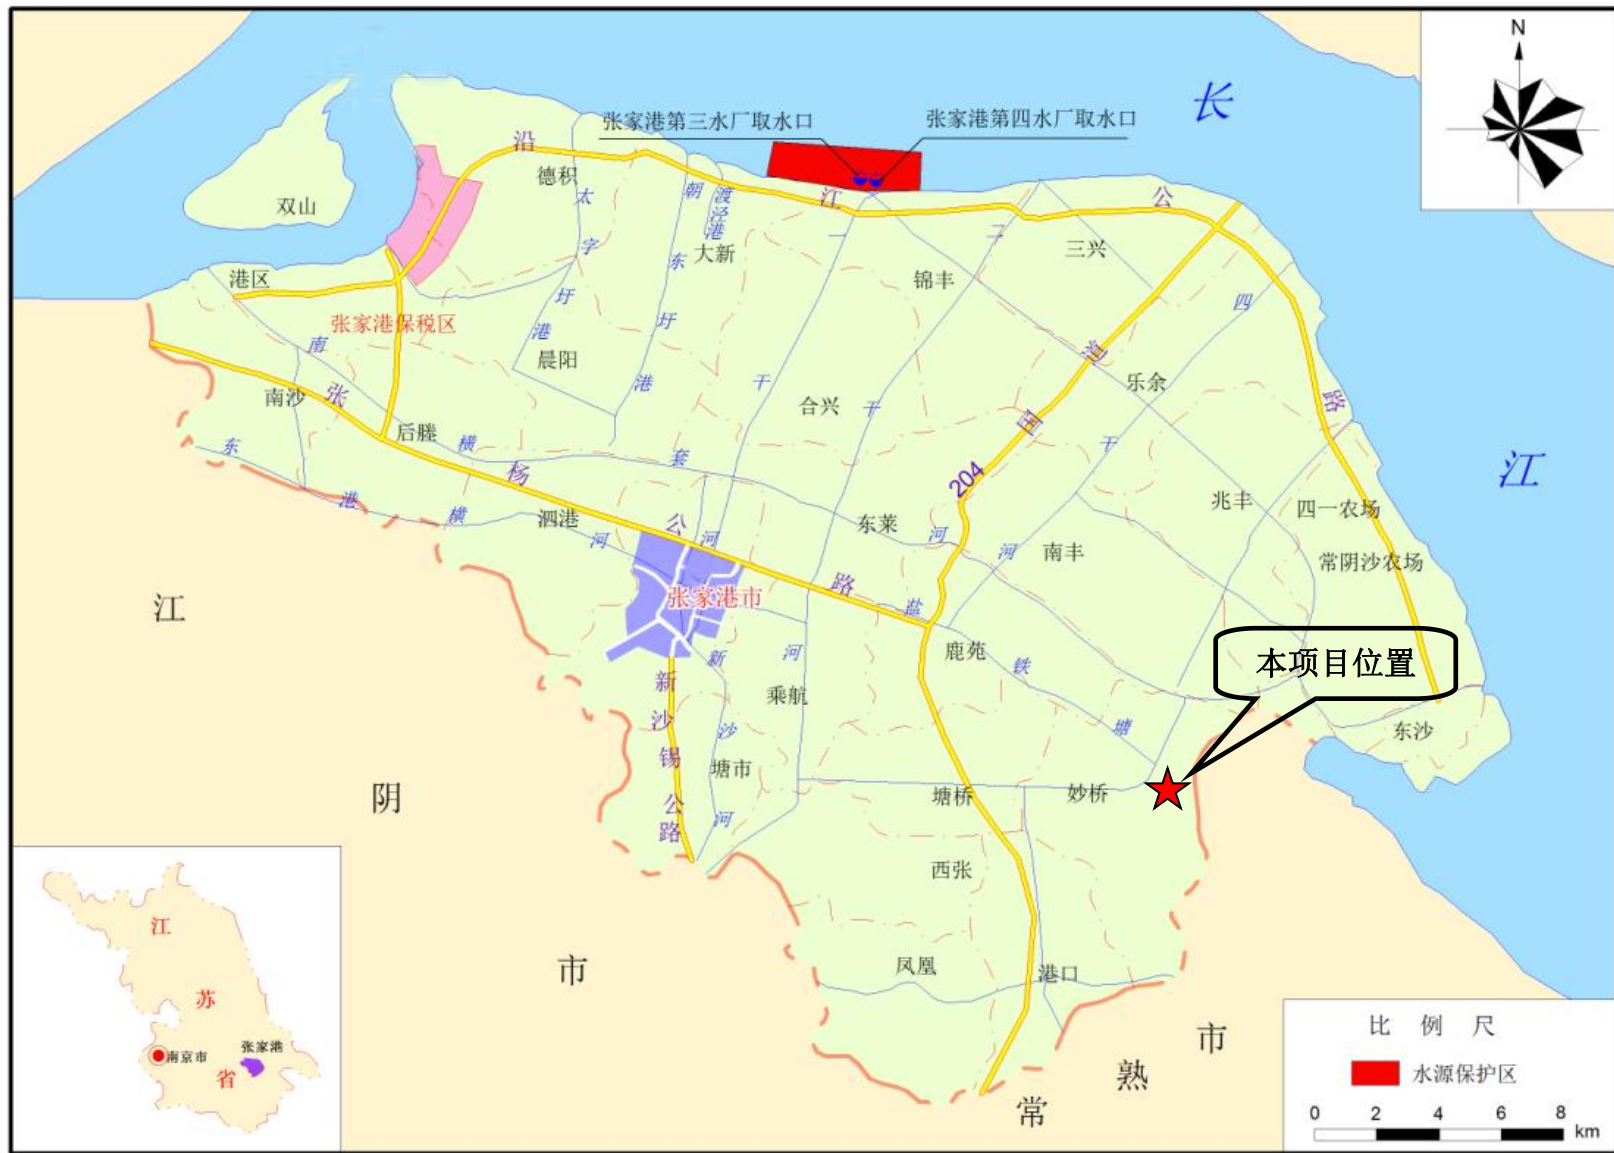 N
长
江
张家港第三水厂取水口
张家港第四水厂取水口
沿
江
公
路
德积
双山
太
字
圩
港
朝
东
圩
港
渡
泾
港
大新
一
干
河
二
干
河
三兴
锦丰
四
干
河
港区
张家港保税区
南
横
套
河
晨阳
乐余
南沙
张
杨
公
路
后塍
合兴
204
国
道
东
港
横
河
泗港
东莱
兆丰
四一农场
南丰
常阴沙农场
张家港市
盐
铁
塘
鹿苑
本项目位置
新
沙
河
新
沙
锡
公
路
乘航
东沙
塘市
塘桥
妙桥
西张
凤凰
港口
江
阴
市
常
熟
市
江
苏
省
南京市
张家港
比 例 尺
水源保护区
0 2 4 6 8
km